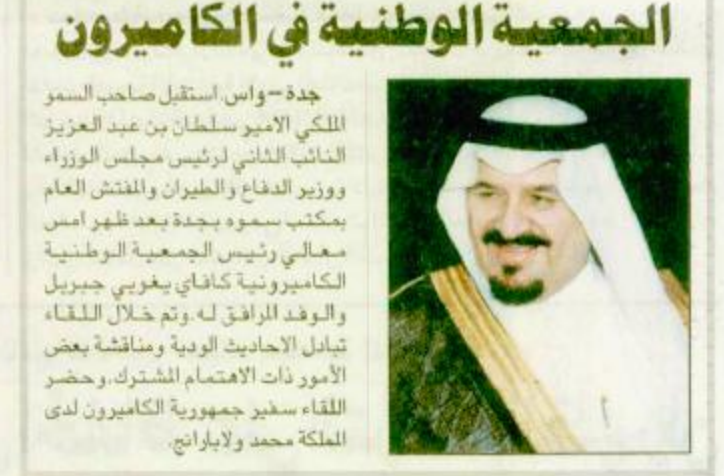 الجمعية الوطنية في الكاميرون
جدة - واس. استقبل صاحب السمو
الملكي الامير سلطان بن عبد العزيز
النائب الثاني لرئيس مجلس الوزراء
ووزير الدفاع والطيران والمفتش العام
بمكتب سموه بجدة بعد ظهر امس
معالي رئيس الجمعية الوطنية
الكاميرونية كافاي يغويي جبريل
والوفد المرافق له. وتم خلال اللقاء
تبادل الاحاديث الودية ومناقشة بعض
الأمور ذات الاهتمام المشترك. وحضر
اللقاء سفير جمهورية الكاميرون لدى
المملكة محمد ولابارانج.